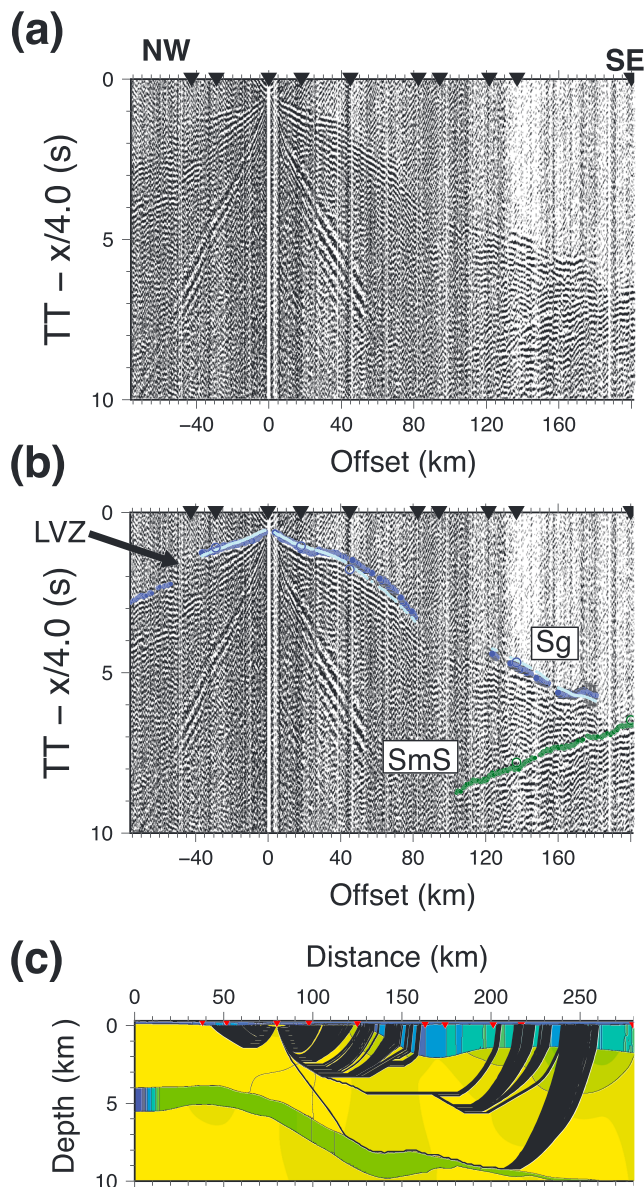 (a)
NW
SE
0
5
10
TT − x/4.0 (s)
−40 0 40 80 120 160
Offset (km)
(b)
LVZ
0
5
10
TT − x/4.0 (s)
Sg
SmS
−40 0 40 80 120 160
Offset (km)
(c)
Distance (km)
0 50 100 150 200 250
0
5
10
Depth (km)